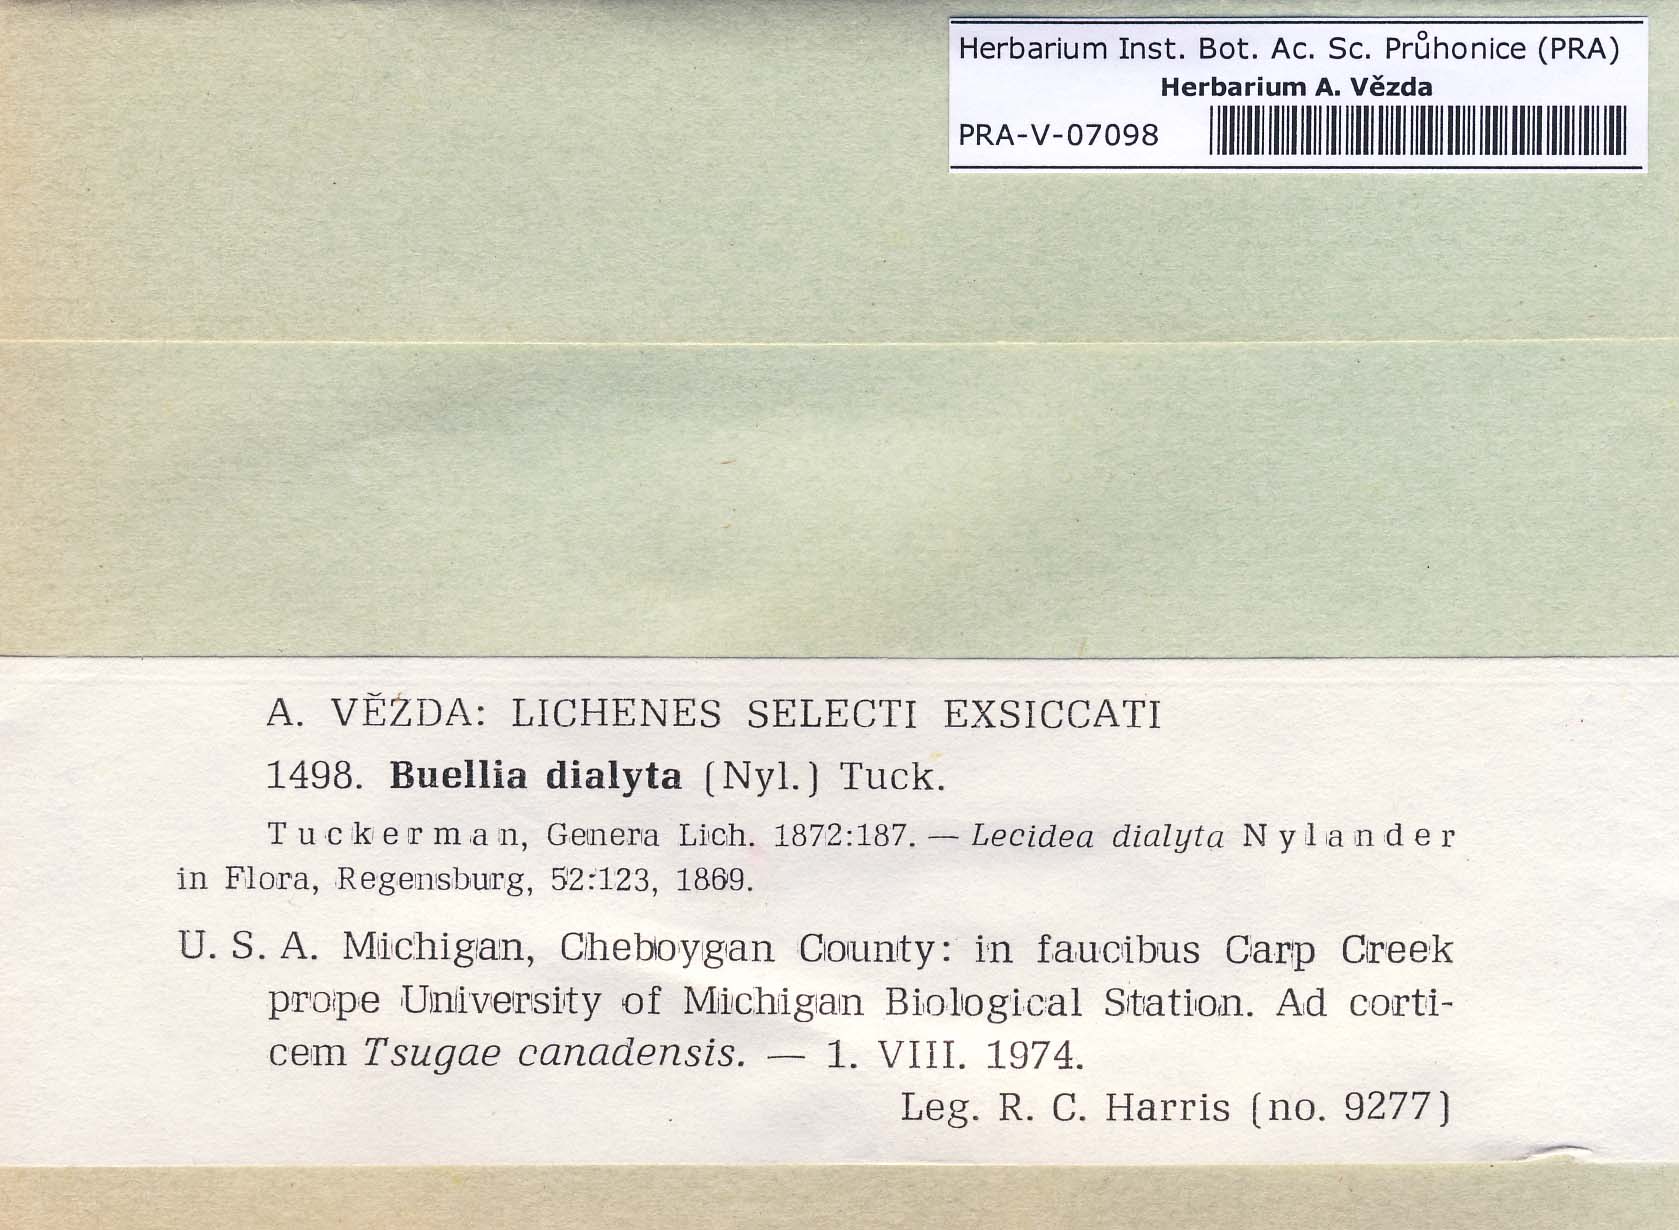 Herbarium Inst. Bot. Ac. Sc. Průhonice (PRA)
Herbarium A. Vězda
PRA-V-07098
A. VĚZDA: LICHENES SELECTI EXSICCATI
1498. Buellia dialyta (Nyl.) Tuck.
Tuckerman, Genera Lich. 1872:187. — Lecidea dialyta Nylander
in Flora, Regensburg, 52:123, 1869.
U. S. A. Michigan, Cheboygan County: in faucibus Carp Creek
prope University of Michigan Biological Station. Ad corti-
cem Tsugae canadensis. — 1. VIII. 1974.
Leg. R. C. Harris (no. 9277)